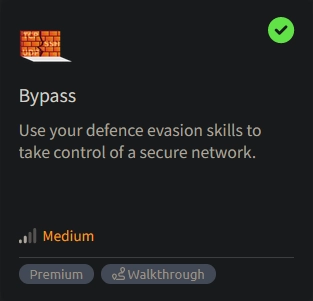 Bypass
Use your defence evasion skills to
take control of a secure network.
Medium
Premium
Walkthrough